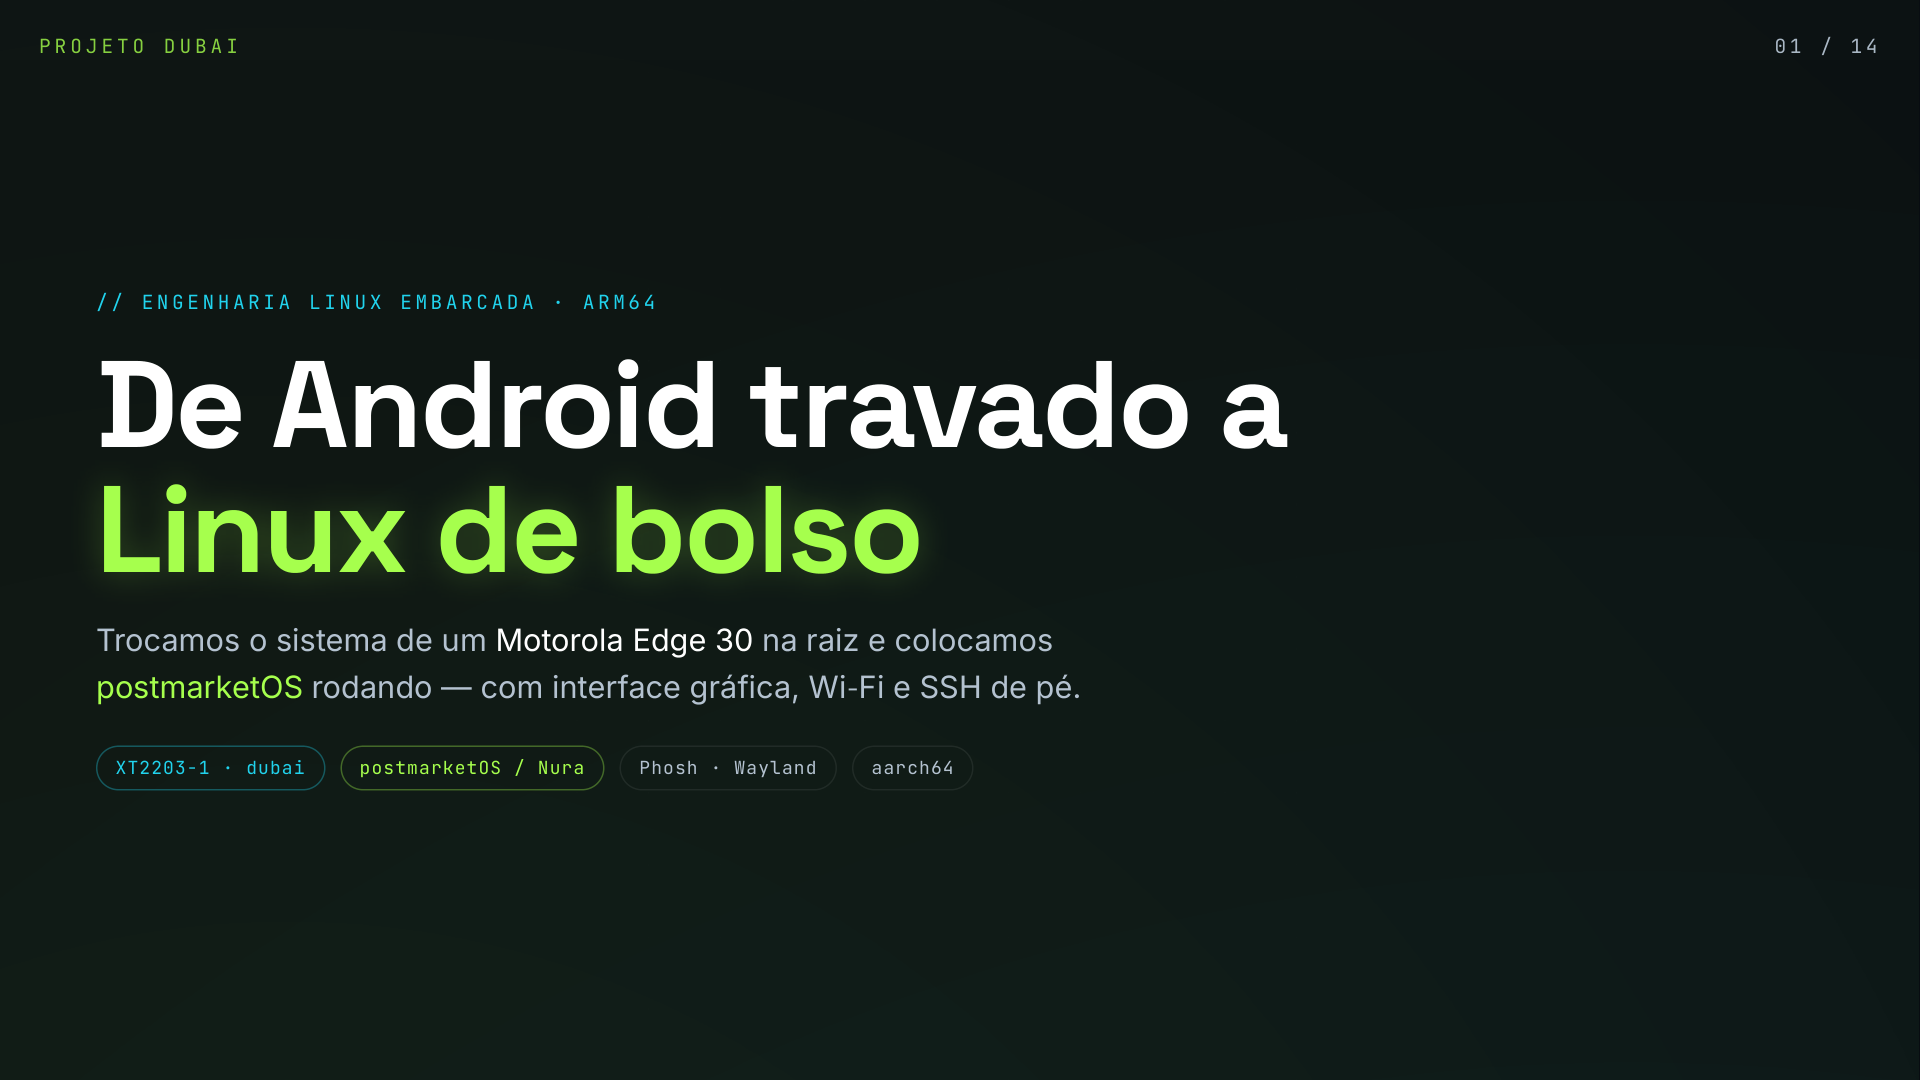 PROJETO DUBAI
01 / 14
// ENGENHARIA LINUX EMBARCADA · ARM64
De Android travado a
Linux de bolso
Trocamos o sistema de um Motorola Edge 30 na raiz e colocamos
postmarketOS rodando — com interface gráfica, Wi-Fi e SSH de pé.
XT2203-1 · dubai
postmarketOS / Nura
Phosh · Wayland
aarch64